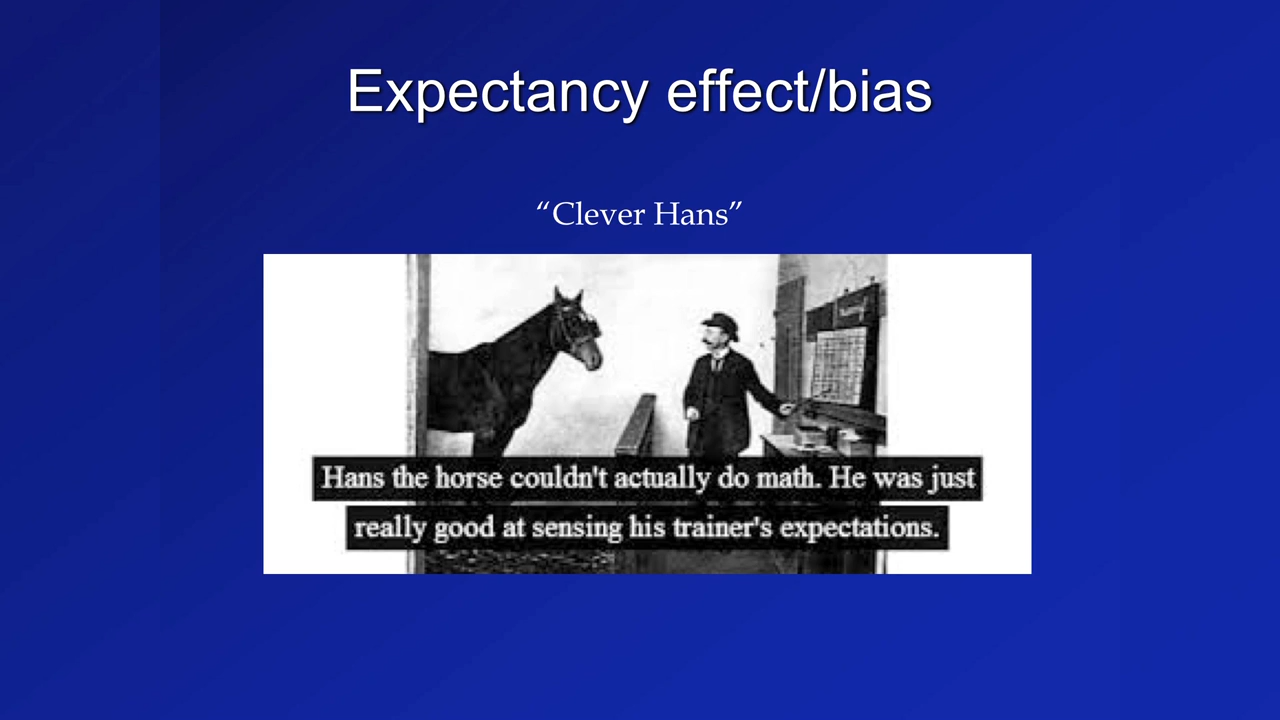 Expectancy effect/bias
“Clever Hans”
Hans the horse couldn't actually do math. He was just
really good at sensing his trainer's expectations.